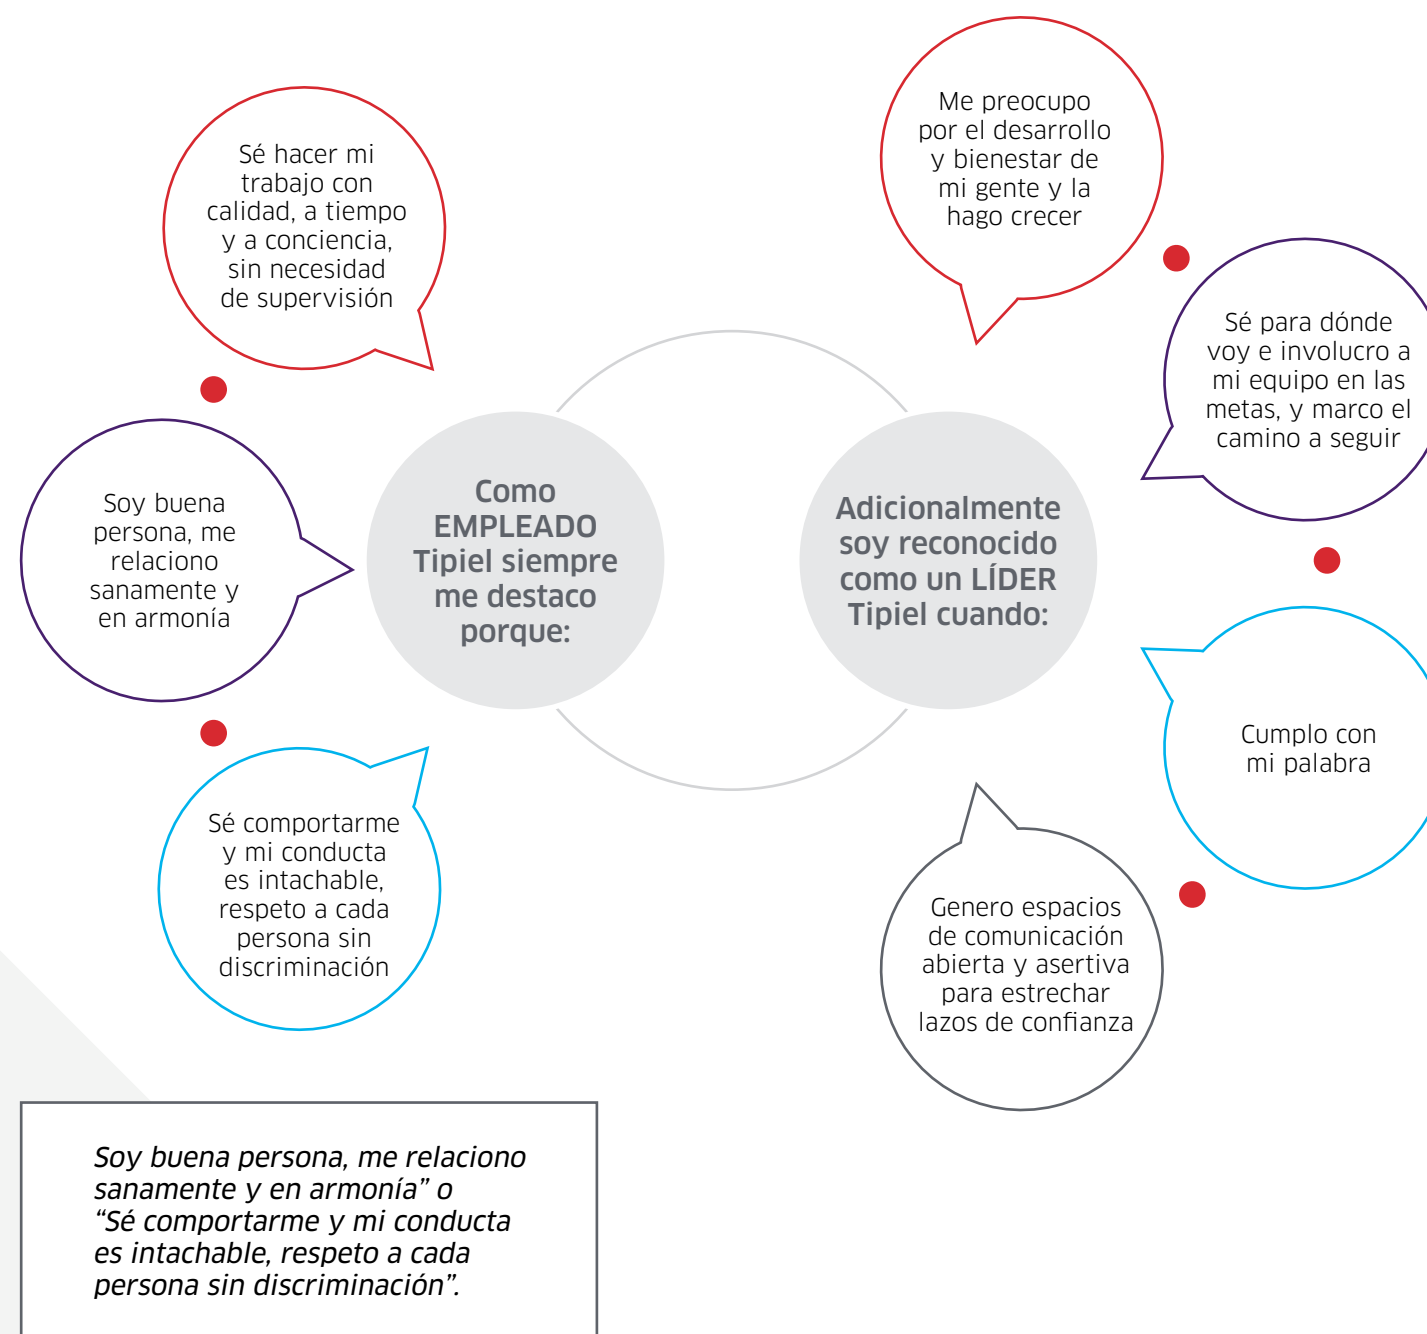 Sé hacer mi
trabajo con
calidad, a tiempo
y a conciencia,
sin necesidad
de supervisión
Soy buena
persona, me
relaciono
sanamente y
en armonía
Sé comportarme
y mi conducta
es intachable,
respeto a cada
persona sin
discriminación
Como
EMPLEADO
Tipiel siempre
me destaco
porque:
Adicionalmente
soy reconocido
como un LÍDER
Tipiel cuando:
Me preocupo
por el desarrollo
y bienestar de
mi gente y la
hago crecer
Sé para dónde
voy e involucro a
mi equipo en las
metas, y marco el
camino a seguir
Cumplo con
mi palabra
Genero espacios
de comunicación
abierta y asertiva
para estrechar
lazos de confianza
Soy buena persona, me relaciono
sanamente y en armonía” o
“Sé comportarme y mi conducta
es intachable, respeto a cada
persona sin discriminación”.